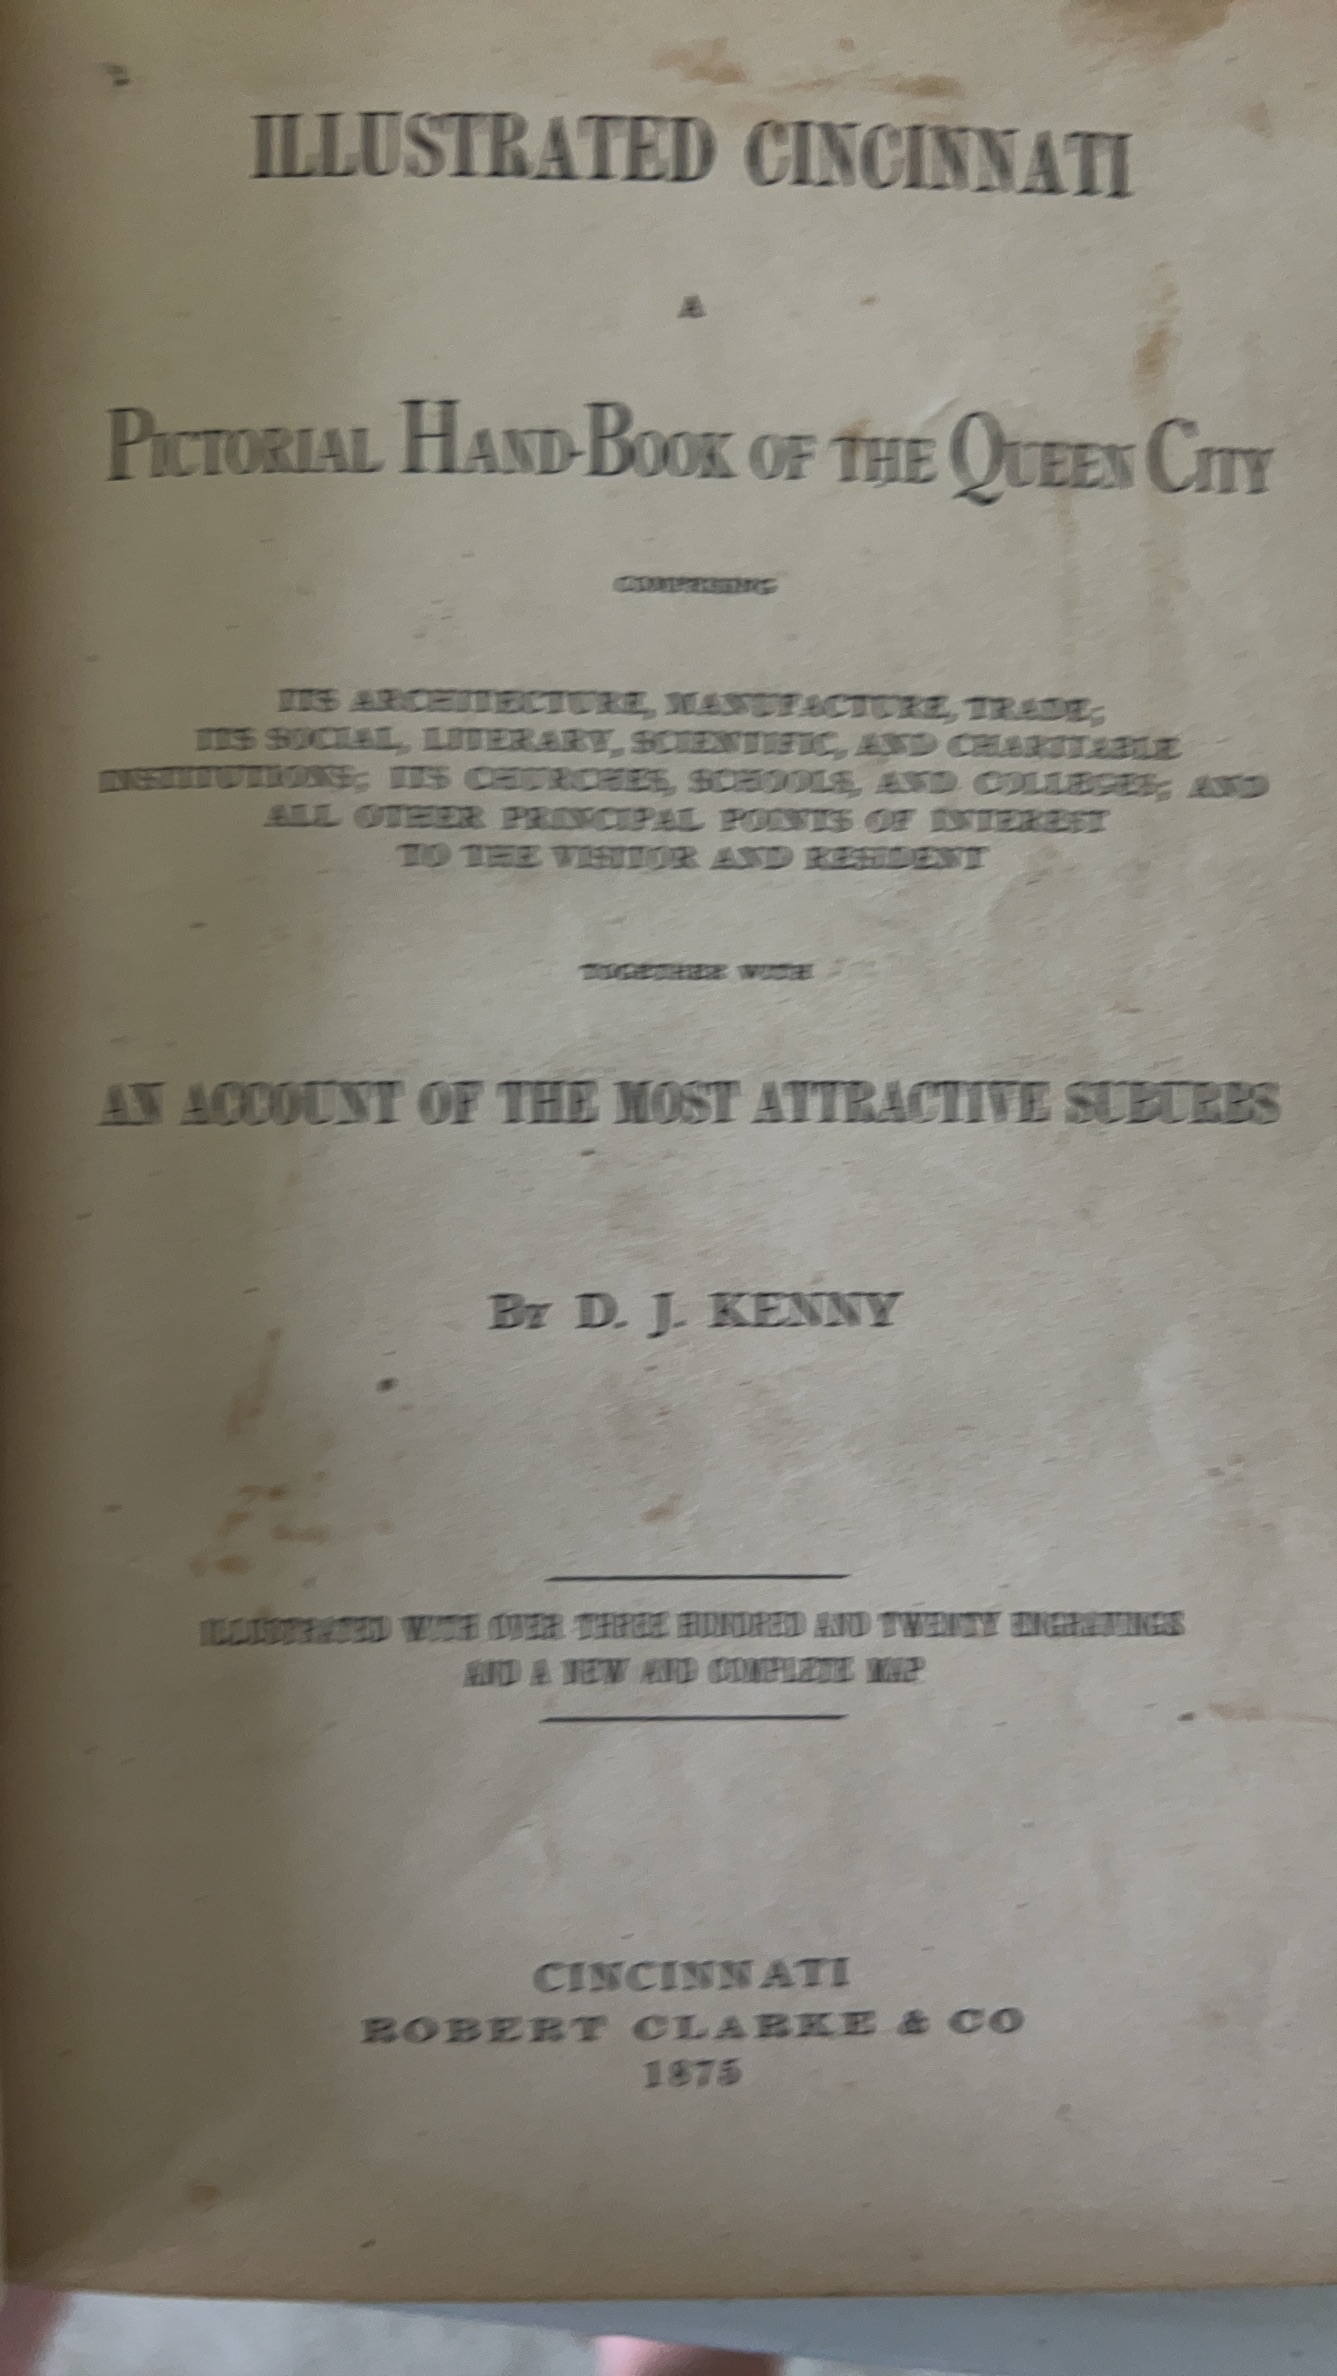 ILLUSTRATED CINCINNATI
A
PICTORIAL HAND-BOOK OF THE QUEEN CITY
COMPRISING
ITS ARCHITECTURE, MANUFACTURE, TRADE;
ITS SOCIAL, LITERARY, SCIENTIFIC, AND CHARITABLE
INSTITUTIONS; ITS CHURCHES, SCHOOLS, AND COLLEGES; AND
ALL OTHER PRINCIPAL POINTS OF INTEREST
TO THE VISITOR AND RESIDENT
TOGETHER WITH
AN ACCOUNT OF THE MOST ATTRACTIVE SUBURBS
BY D. J. KENNY
ILLUSTRATED WITH OVER THREE HUNDRED AND TWENTY ENGRAVINGS
AND A NEW AND COMPLETE MAP
CINCINNATI
ROBERT CLARKE & CO
1875